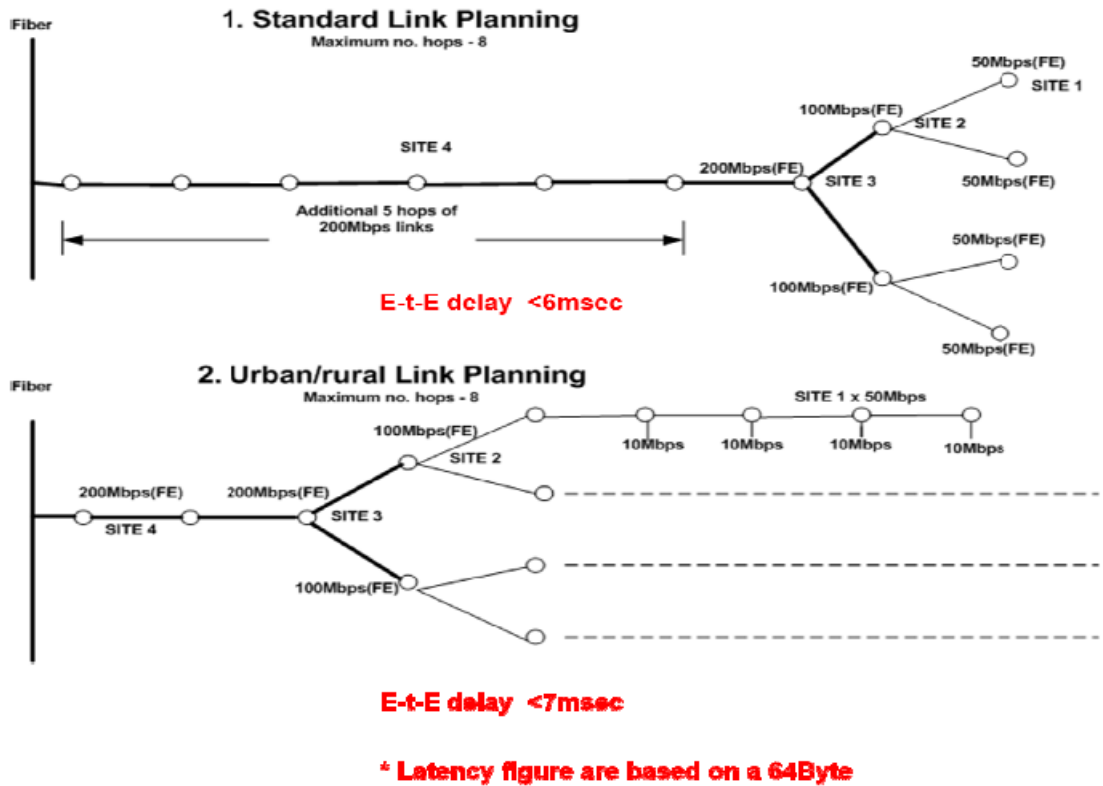 Fiber
1. Standard Link Planning
Maximum no. hops - 8
50Mbps(FE)
SITE 1
100Mbps(FE)
SITE 2
SITE 4
200Mbps(FE)
SITE 3
50Mbps(FE)
Additional 5 hops of
200Mbps links
50Mbps(FE)
100Mbps(FE)
E-t-E delay <6msec
50Mbps(FE)
2. Urban/rural Link Planning
Fiber
Maximum no. hops - 8
SITE 1 x 50Mbps
100Mbps(FE)
10Mbps
10Mbps
10Mbps
10Mbps
SITE 2
200Mbps(FE)
200Mbps(FE)
SITE 3
SITE 4
100Mbps(FE)
E-t-E delay <7msec
* Latency figure are based on a 64Byte